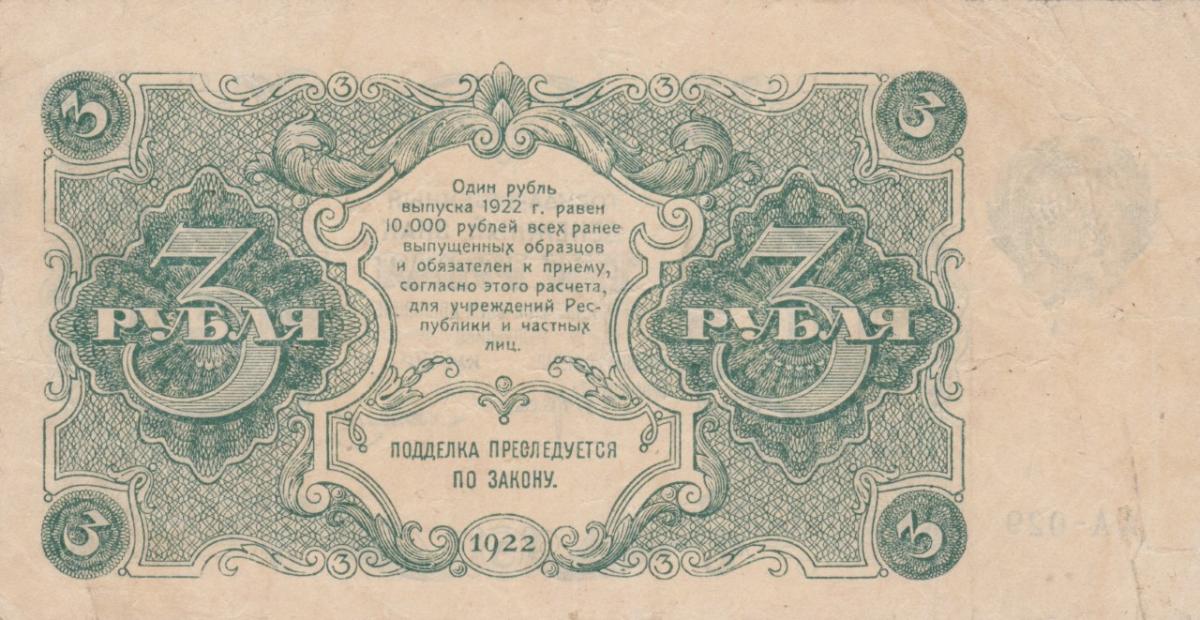 3 3 3 3
Один рубль
выпуска 1922 г. равен
10.000 рублей всех ранее
выпущенных образцов
и обязателен к приему,
согласно этого расчета,
для учреждений Рес-
публики и частных
лиц.
3 РУБЛЯ
3 РУБЛЯ
ПОДДЕЛКА ПРЕСЛЕДУЕТСЯ
ПО ЗАКОНУ.
3 3 1922 3 3